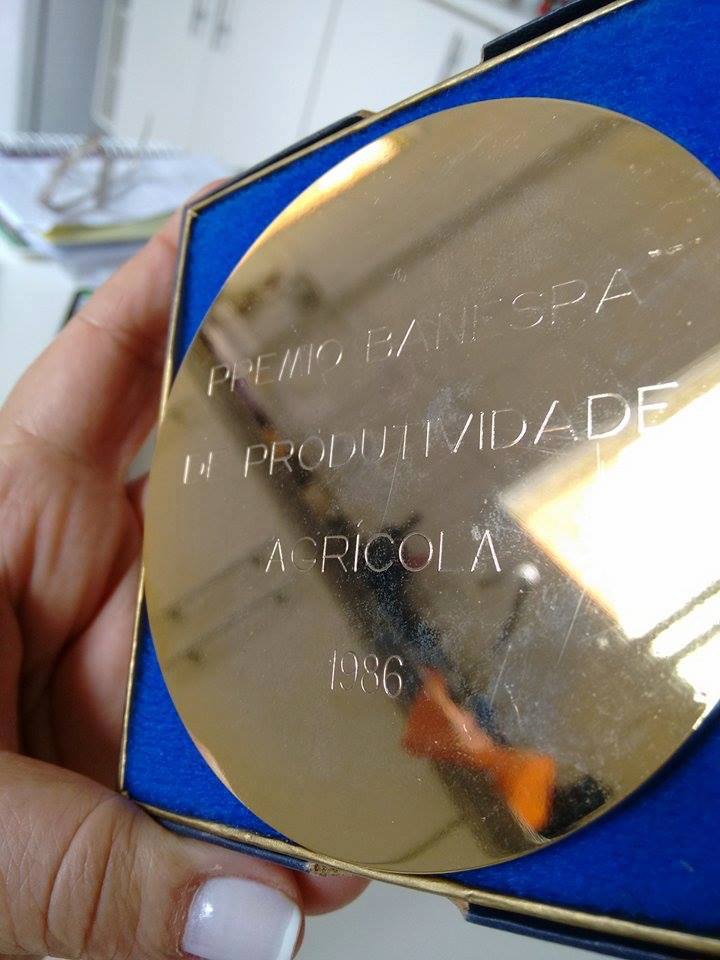 PREMIO BANESPA
DE PRODUTIVIDADE
AGRÍCOLA
1986